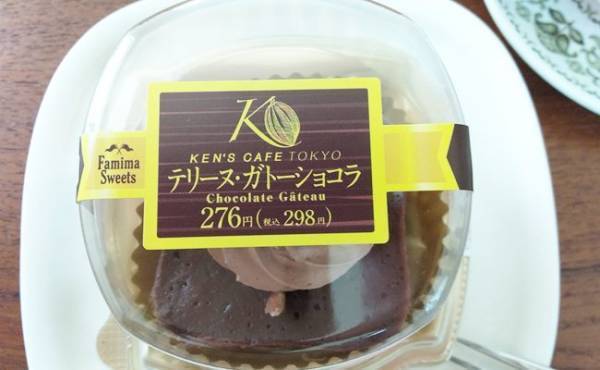 K
KEN'S CAFE TOKYO
Famima
Sweets
テリーヌ・ガトーショコラ
Chocolate Gâteau
276円(税込298円)